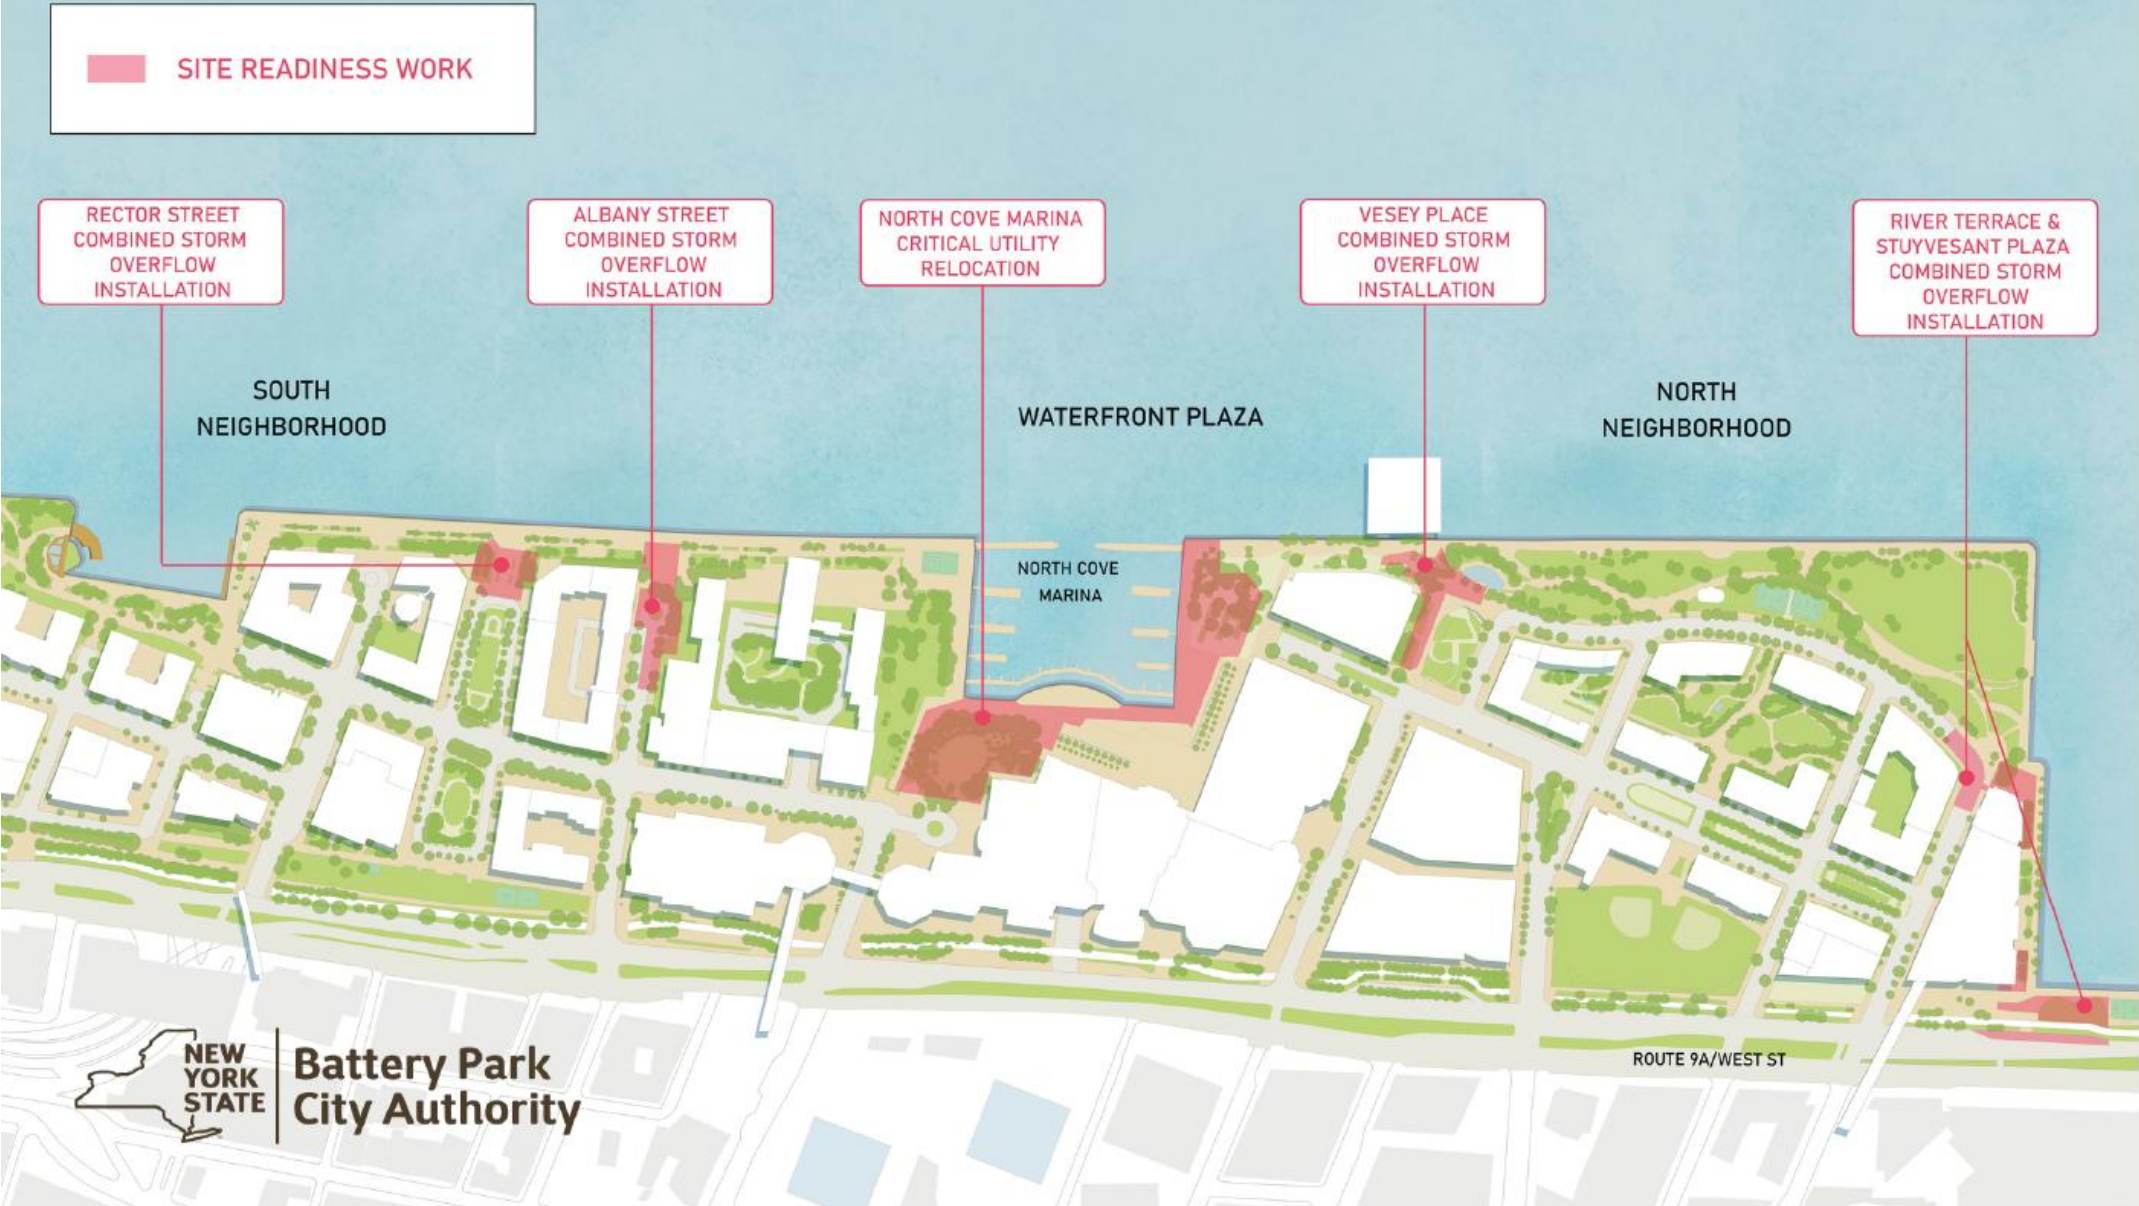 SITE READINESS WORK
RECTOR STREET
COMBINED STORM
OVERFLOW
INSTALLATION
ALBANY STREET
COMBINED STORM
OVERFLOW
INSTALLATION
NORTH COVE MARINA
CRITICAL UTILITY
RELOCATION
VESEY PLACE
COMBINED STORM
OVERFLOW
INSTALLATION
RIVER TERRACE &
STUYVESANT PLAZA
COMBINED STORM
OVERFLOW
INSTALLATION
SOUTH
NEIGHBORHOOD
WATERFRONT PLAZA
NORTH
NEIGHBORHOOD
NORTH COVE
MARINA
ROUTE 9A/WEST ST
NEW
YORK
STATE
Battery Park
City Authority